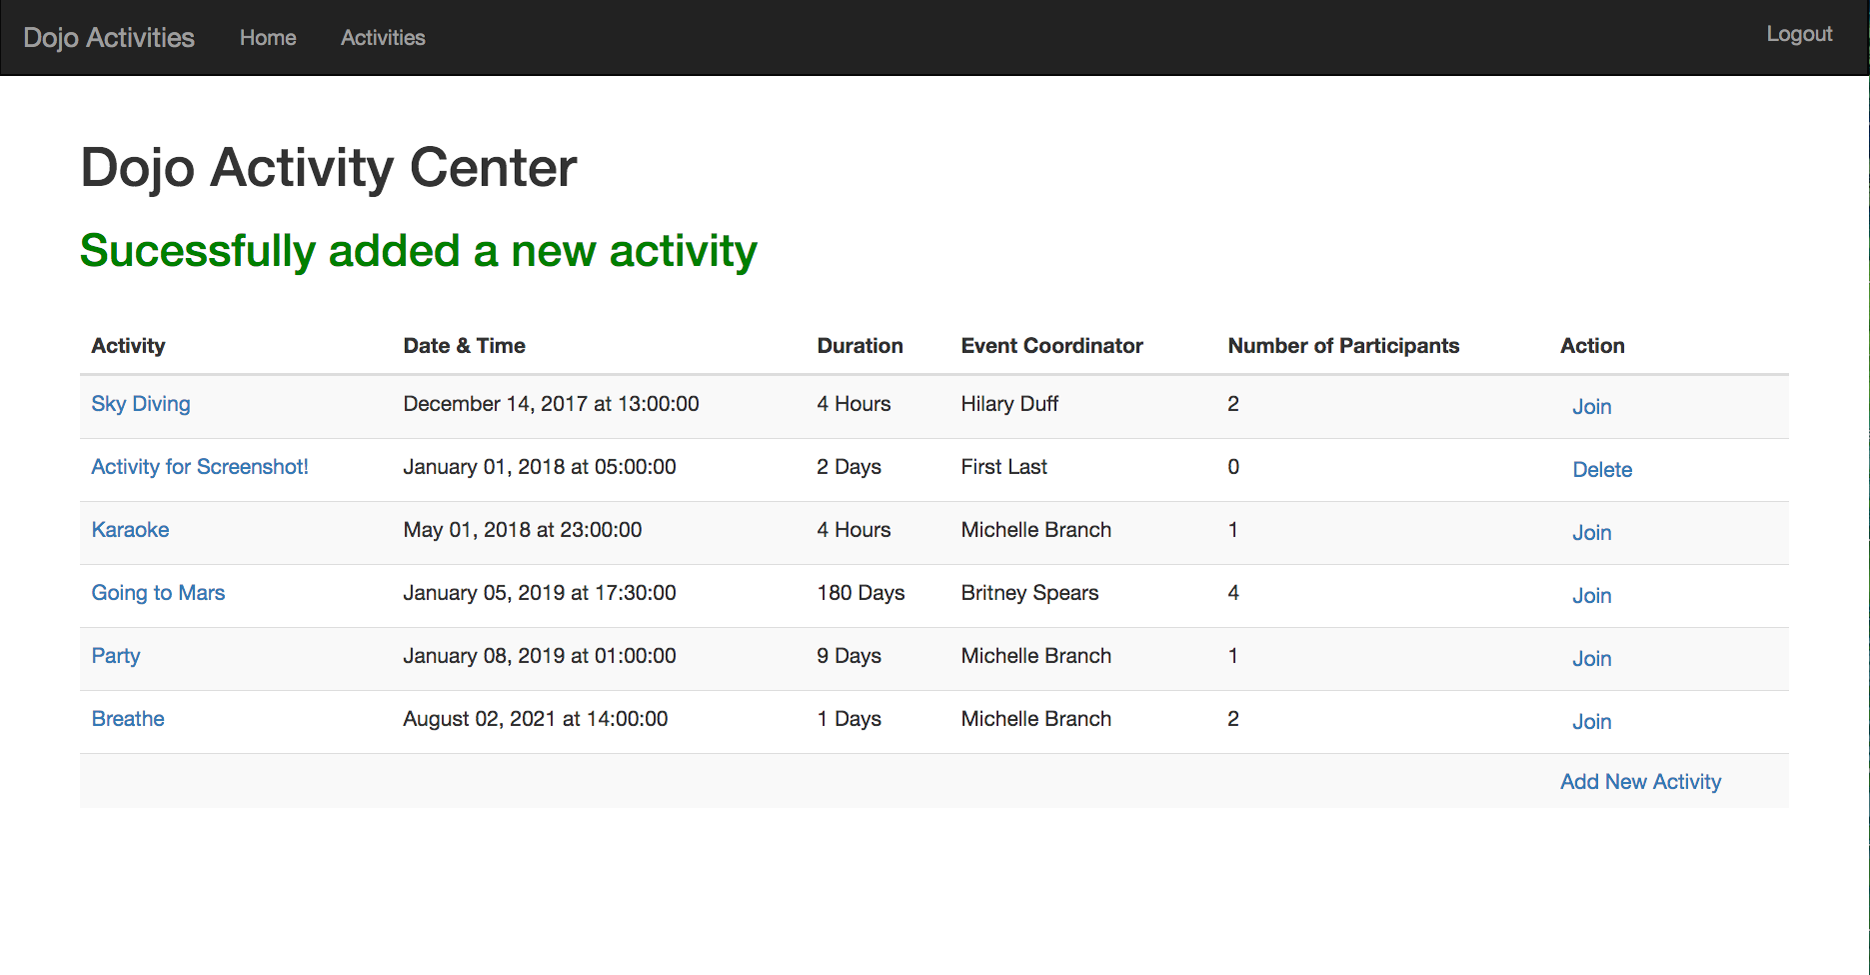 Dojo Activities Home Activities Logout
Dojo Activity Center
Sucessfully added a new activity
Activity Date & Time Duration Event Coordinator Number of Participants Action
Sky Diving December 14, 2017 at 13:00:00 4 Hours Hilary Duff 2 Join
Activity for Screenshot! January 01, 2018 at 05:00:00 2 Days First Last 0 Delete
Karaoke May 01, 2018 at 23:00:00 4 Hours Michelle Branch 1 Join
Going to Mars January 05, 2019 at 17:30:00 180 Days Britney Spears 4 Join
Party January 08, 2019 at 01:00:00 9 Days Michelle Branch 1 Join
Breathe August 02, 2021 at 14:00:00 1 Days Michelle Branch 2 Join
Add New Activity